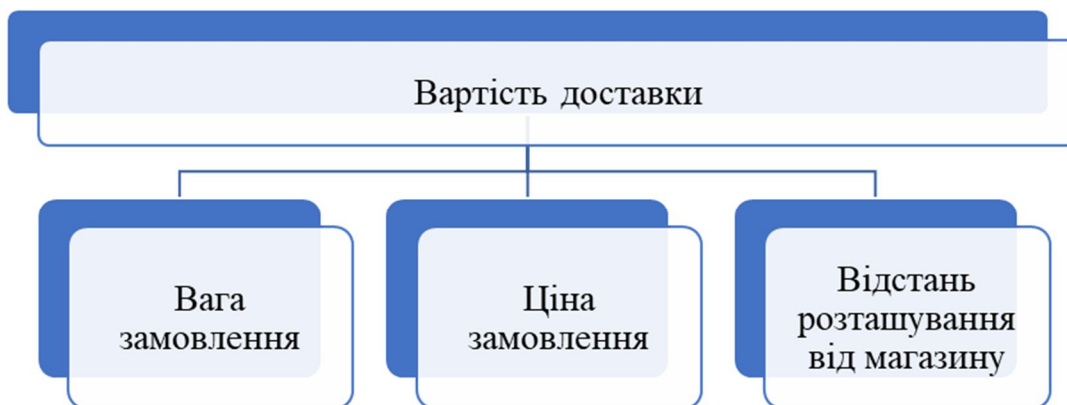 Вартість доставки
Вага
замовлення
Ціна
замовлення
Відстань
розташування
від магазину